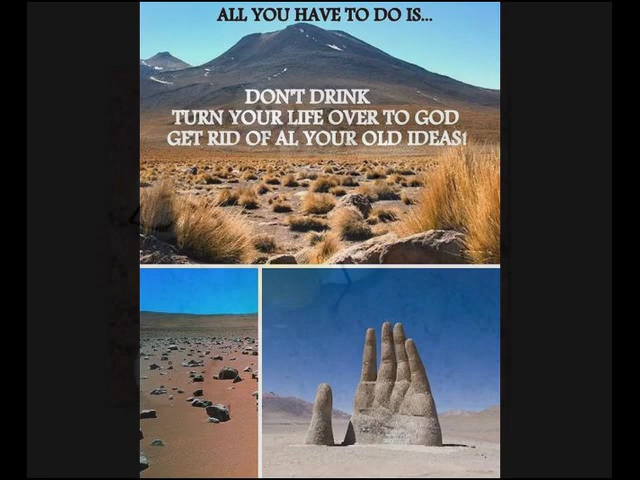 ALL YOU HAVE TO DO IS...
DON'T DRINK
TURN YOUR LIFE OVER TO GOD
GET RID OF AL YOUR OLD IDEAS!